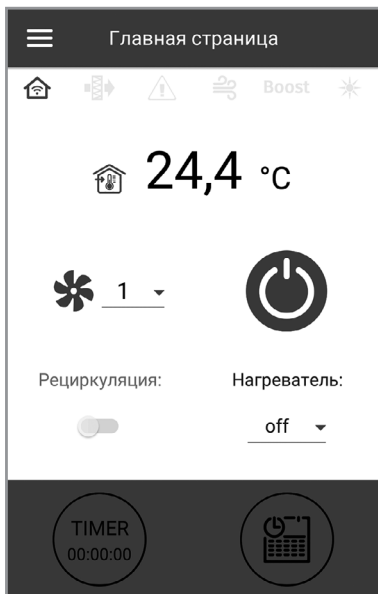 Главная страница
Boost
24,4 °C
1
Рециркуляция: Нагреватель:
off
TIMER
00:00:00